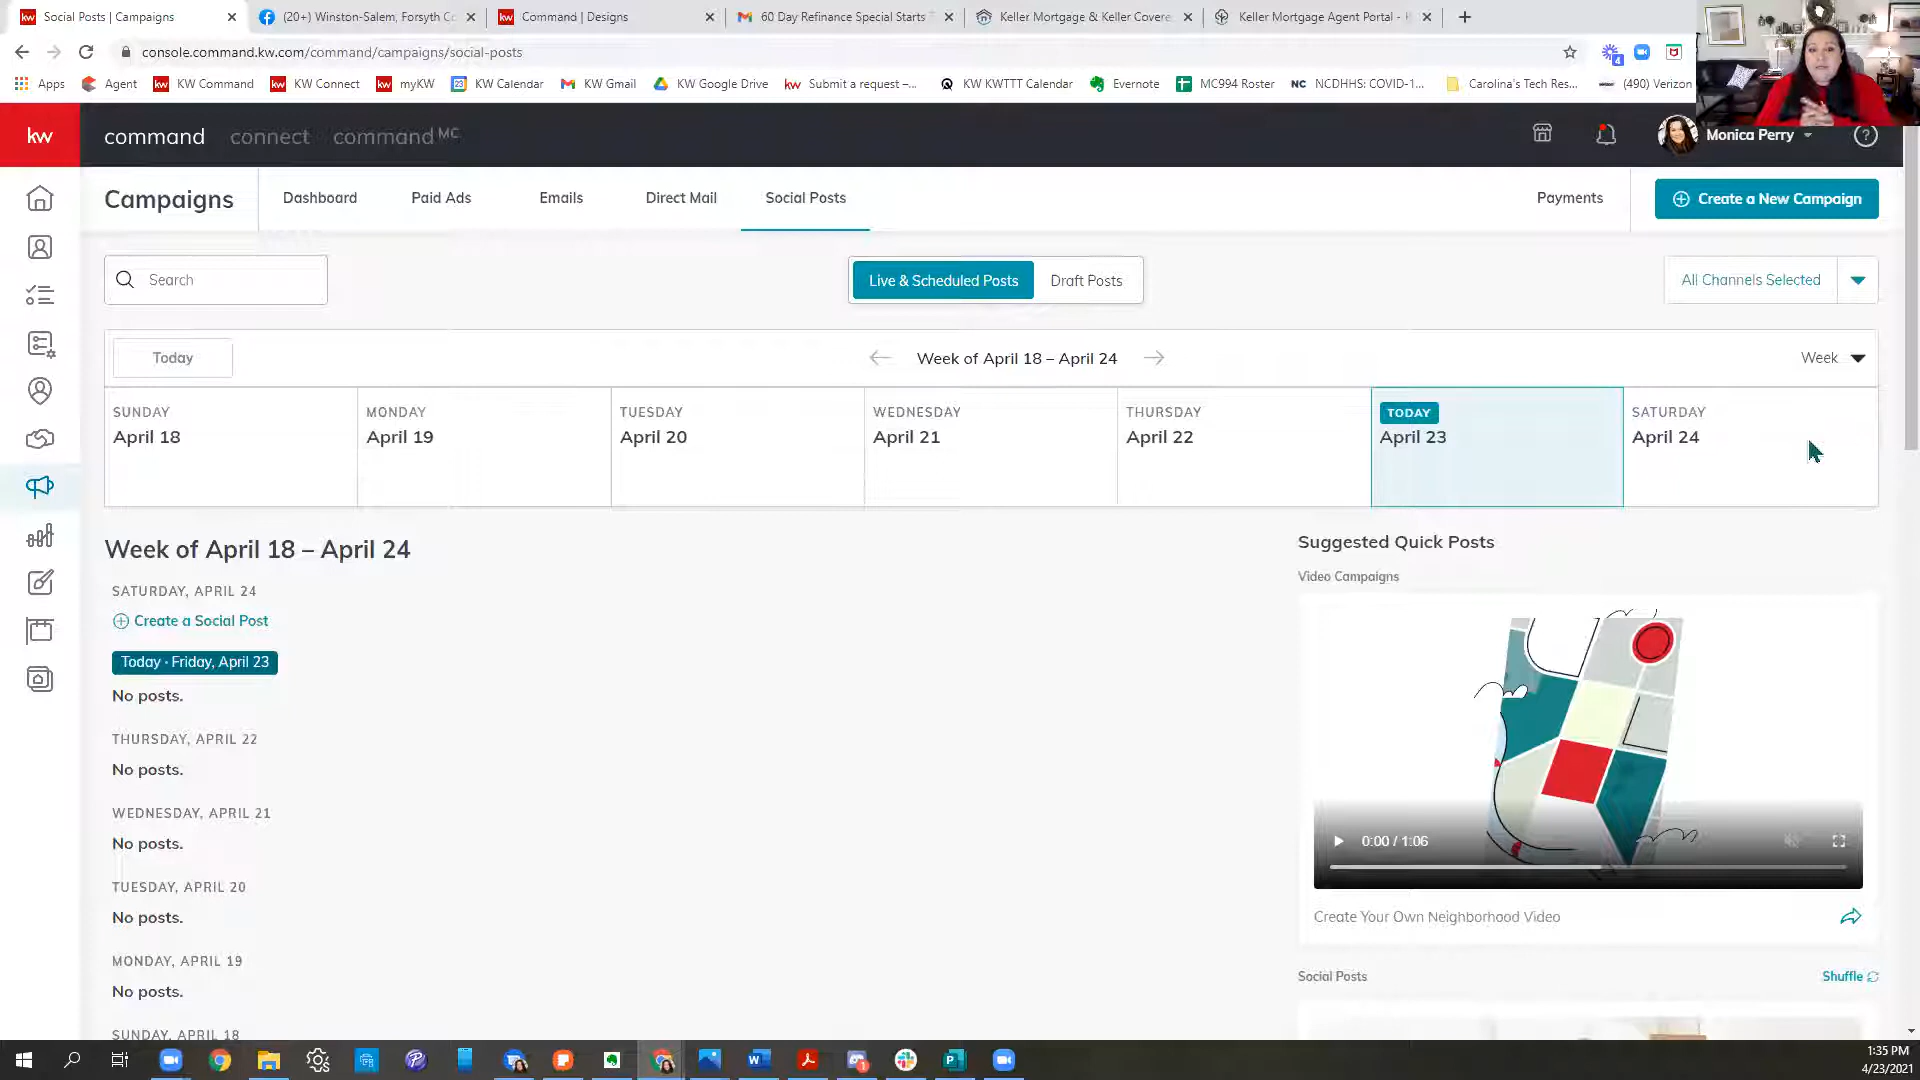 Social Posts | Campaigns
(20+) Winston-Salem, Forsyth Co
Command | Designs
60 Day Refinance Special Starts T
Keller Mortgage & Keller Covere
Keller Mortgage Agent Portal -
console.command.kw.com/command/campaigns/social-posts
4
Apps
Agent
kw
KW Command
kw
KW Connect
kw
myKW
KW Calendar
KW Gmail
KW Google Drive
kw
Submit a request –...
KW KWTTT Calendar
Evernote
MC994 Roster
NC
NCDHHS: COVID-1...
Carolina's Tech Res...
(490) Verizon
kw
command
connect
command MC
Monica Perry
?
Campaigns
Dashboard
Paid Ads
Emails
Direct Mail
Social Posts
Payments
Create a New Campaign
Search
Live & Scheduled Posts
Draft Posts
All Channels Selected
Today
Week of April 18 – April 24
Week
SUNDAY
April 18
MONDAY
April 19
TUESDAY
April 20
WEDNESDAY
April 21
THURSDAY
April 22
TODAY
April 23
SATURDAY
April 24
Week of April 18 – April 24
SATURDAY, APRIL 24
Create a Social Post
Today · Friday, April 23
No posts.
THURSDAY, APRIL 22
No posts.
WEDNESDAY, APRIL 21
No posts.
TUESDAY, APRIL 20
No posts.
MONDAY, APRIL 19
No posts.
SUNDAY, APRIL 18
Suggested Quick Posts
Video Campaigns
0:00 / 1:06
Create Your Own Neighborhood Video
Social Posts
Shuffle
1:35 PM
4/23/2021